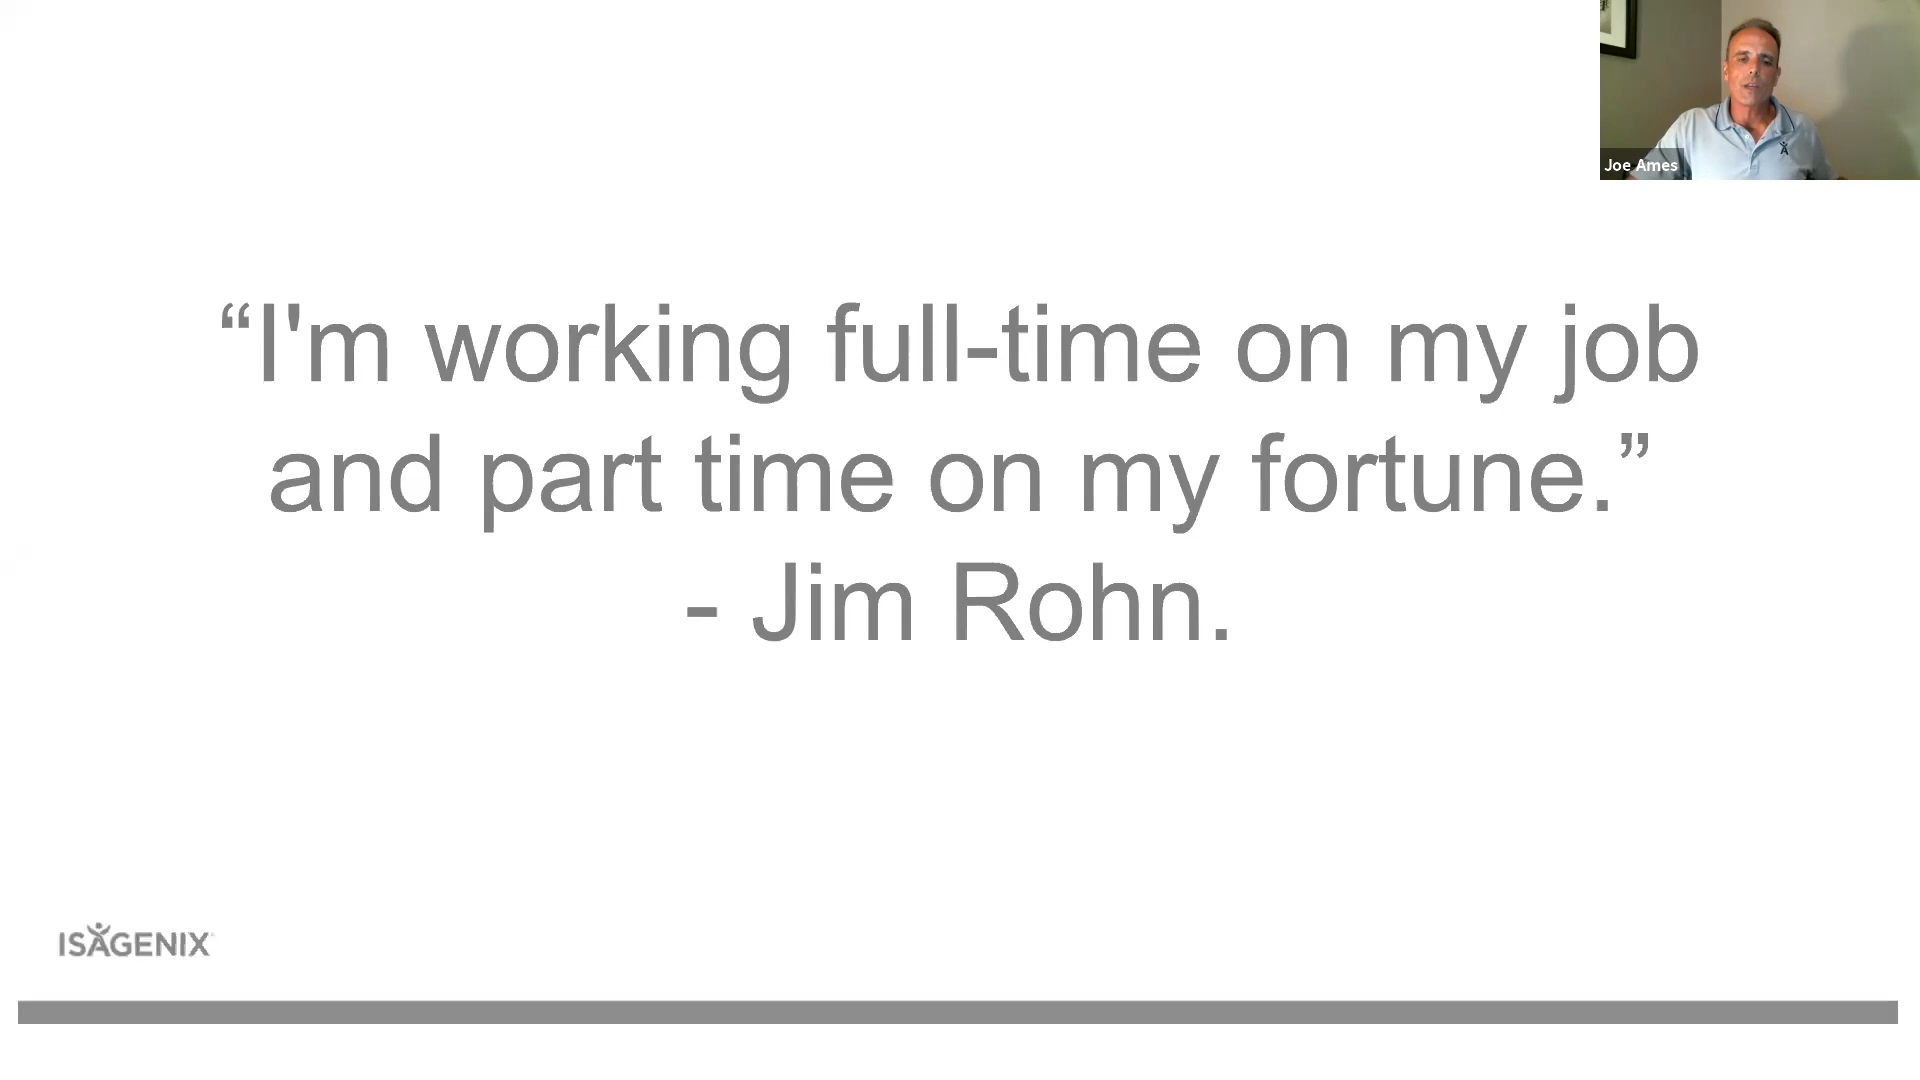 Joe Ames
“I'm working full-time on my job
and part time on my fortune.”
- Jim Rohn.
ISAGENIX